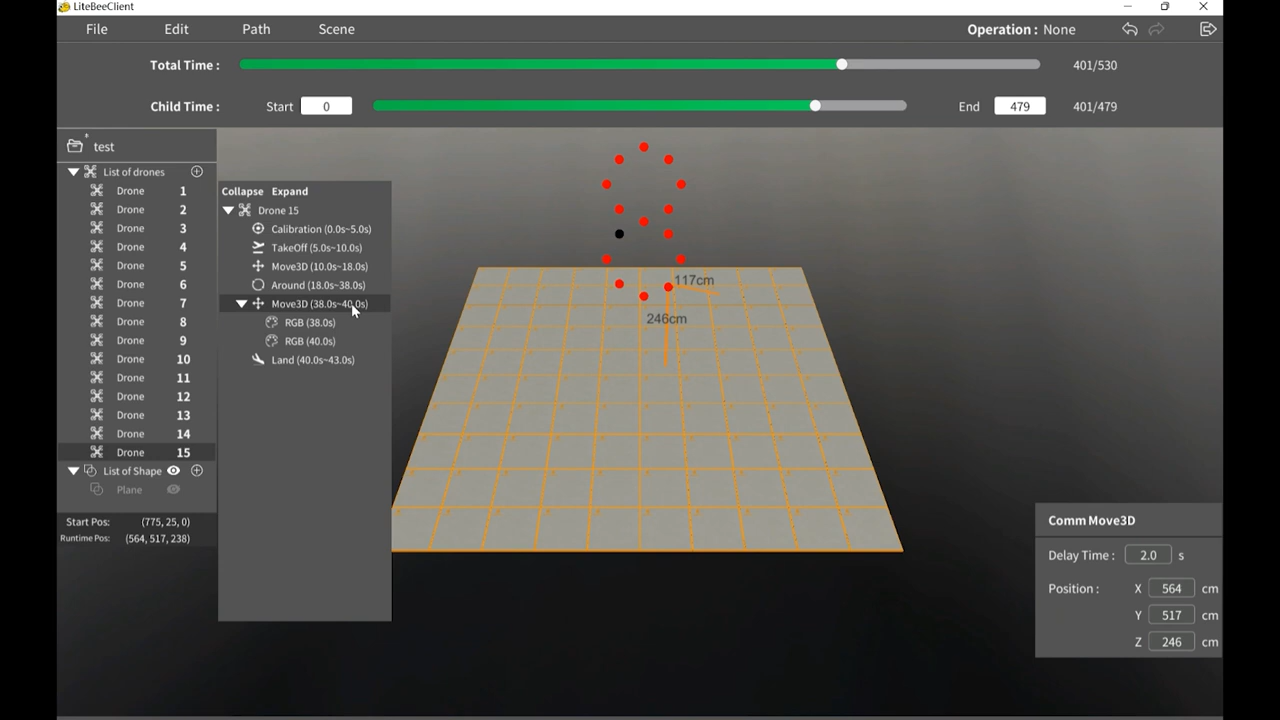 LiteBeeClient
File Edit Path Scene Operation : None
Total Time : 401/530
Child Time : Start 0 End 479 401/479
test
List of drones
Drone 1
Drone 2
Drone 3
Drone 4
Drone 5
Drone 6
Drone 7
Drone 8
Drone 9
Drone 10
Drone 11
Drone 12
Drone 13
Drone 14
Drone 15
List of Shape
Plane
Start Pos: (775, 25, 0)
Runtime Pos: (564, 517, 238)
Collapse Expand
Drone 15
Calibration (0.0s~5.0s)
TakeOff (5.0s~10.0s)
Move3D (10.0s~18.0s)
Around (18.0s~38.0s)
Move3D (38.0s~40.0s)
RGB (38.0s)
RGB (40.0s)
Land (40.0s~43.0s)
117cm
246cm
Comm Move3D
Delay Time : 2.0 s
Position : X 564 cm
Y 517 cm
Z 246 cm